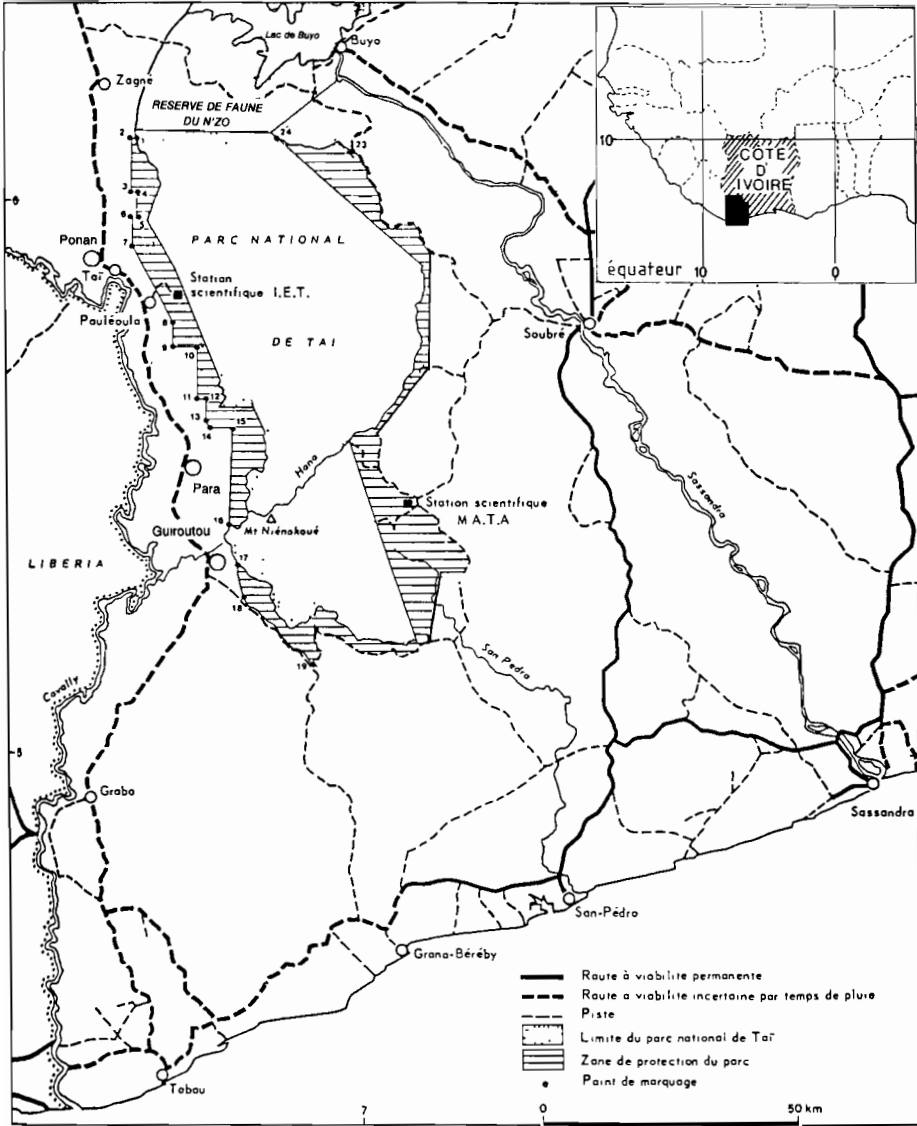 Lac de Buyo
Buyo
Zagné
RESERVE DE FAUNE
DU N'ZO
2
24
23
10
CÔTE
D'
IVOIRE
équateur
10
0
6
3
4
6
5
7
Ponan
Taï
PARC NATIONAL
Station
scientifique I.E.T.
Pauléoula
8
9
10
DE TAI
Soubré
11
12
13
14
15
Hana
Para
Station scientifique
M.A.T.A
Sassandra
16
Mt Niénokoué
Guiroutou
LIBERIA
17
18
19
San Pedro
Cavally
5
Grabo
Sassandra
San-Pédro
Grand-Béréby
Tabou
Route à viabilité permanente
Route a viabilité incertaine par temps de pluie
Piste
Limite du parc national de Taï
Zone de protection du parc
Point de marquage
7
0
50 km